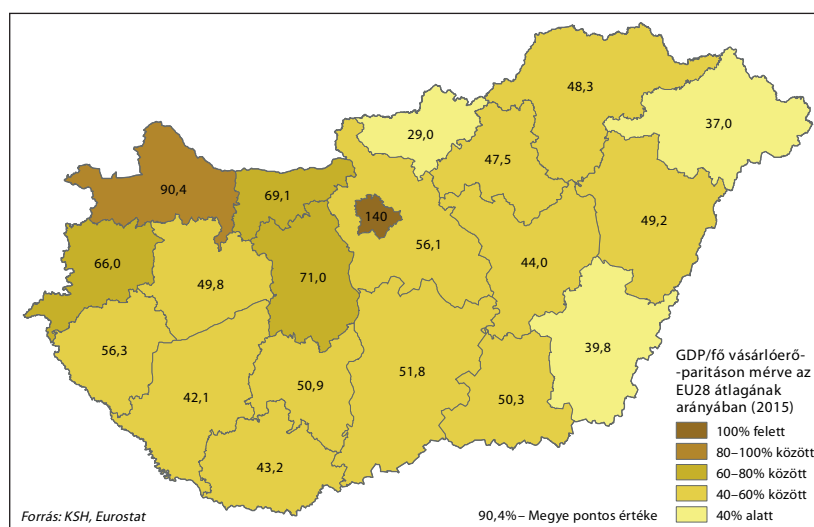 48,3
37,0
29,0
47,5
90,4
69,1
140
49,2
56,1
66,0
49,8
71,0
44,0
56,3
39,8
42,1
50,9
51,8
50,3
43,2
GDP/fő vásárlóerő-
-paritáson mérve az
EU28 átlagának
arányában (2015)
100% felett
80–100% között
60–80% között
40–60% között
40% alatt
90,4%– Megye pontos értéke
Forrás: KSH, Eurostat